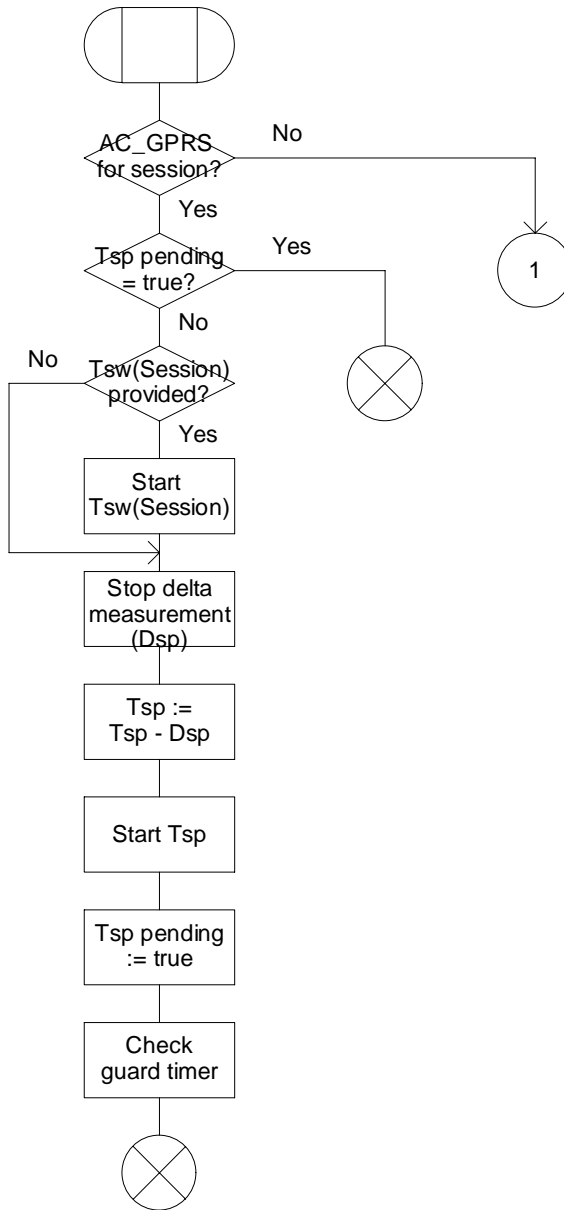 AC_GPRS
for session?
No
Yes
1
Tsp pending
= true?
Yes
No
No
Tsw(Session)
provided?
Yes
Start
Tsw(Session)
Stop delta
measurement
(Dsp)
Tsp :=
Tsp - Dsp
Start Tsp
Tsp pending
:= true
Check
guard timer